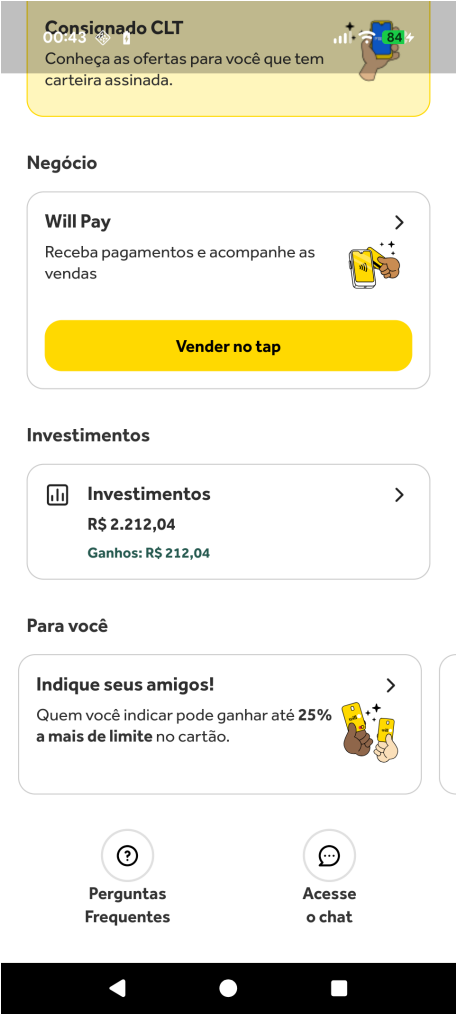 Consignado CLT
00:43
84
Conheça as ofertas para você que tem
carteira assinada.
Negócio
Will Pay
Receba pagamentos e acompanhe as
vendas
Vender no tap
Investimentos
Investimentos
R$ 2.212,04
Ganhos: R$ 212,04
Para você
Indique seus amigos!
Quem você indicar pode ganhar até 25%
a mais de limite no cartão.
Perguntas
Frequentes
Acesse
o chat